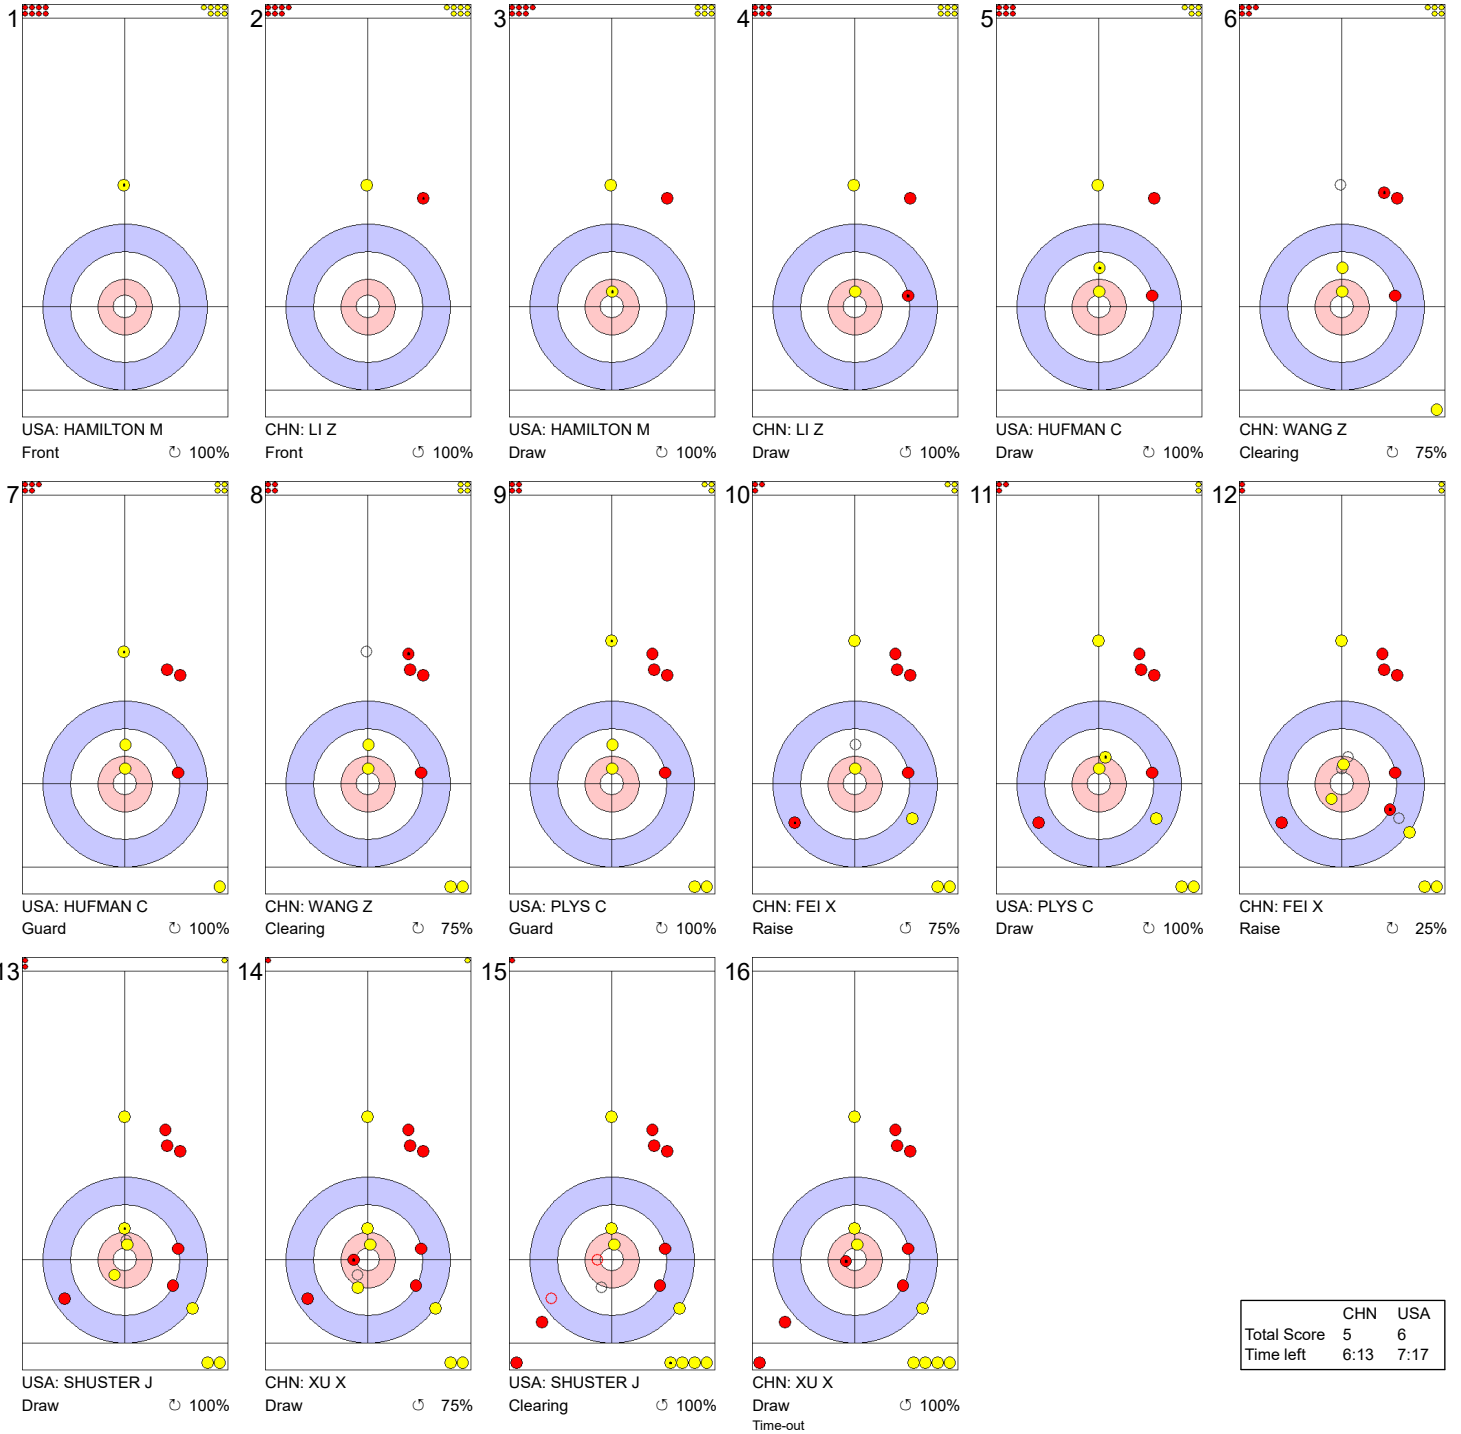 1
2
3
4
5
6
USA: HAMILTON M
Front ↻ 100%
CHN: LI Z
Front ↺ 100%
USA: HAMILTON M
Draw ↻ 100%
CHN: LI Z
Draw ↺ 100%
USA: HUFMAN C
Draw ↻ 100%
CHN: WANG Z
Clearing ↻ 75%
7
8
9
10
11
12
USA: HUFMAN C
Guard ↻ 100%
CHN: WANG Z
Clearing ↻ 75%
USA: PLYS C
Guard ↻ 100%
CHN: FEI X
Raise ↺ 75%
USA: PLYS C
Draw ↻ 100%
CHN: FEI X
Raise ↻ 25%
13
14
15
16
USA: SHUSTER J
Draw ↻ 100%
CHN: XU X
Draw ↺ 75%
USA: SHUSTER J
Clearing ↺ 100%
CHN: XU X
Draw ↺ 100%
Time-out
CHN USA
Total Score 5 6
Time left 6:13 7:17